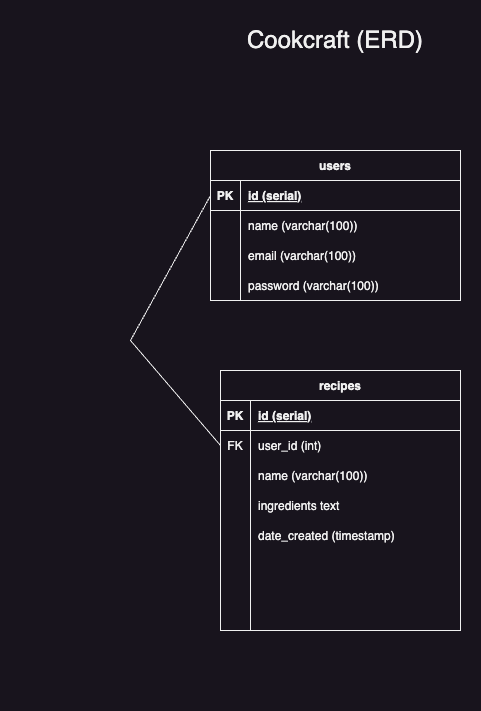 Cookcraft (ERD)
users
PK id (serial)
name (varchar(100))
email (varchar(100))
password (varchar(100))
recipes
PK id (serial)
FK user_id (int)
name (varchar(100))
ingredients text
date_created (timestamp)